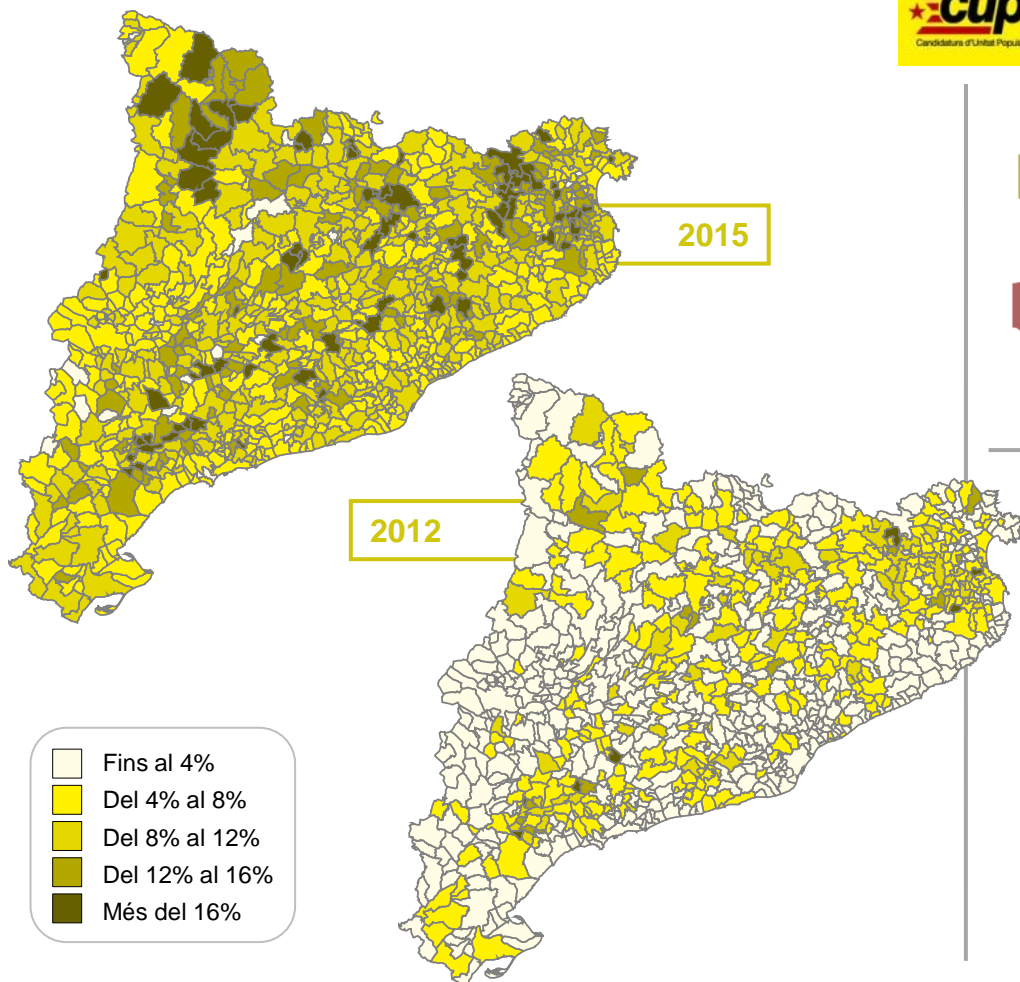 cup
Candidatura d'Unitat Popula
2015
2012
Fins al 4%
Del 4% al 8%
Del 8% al 12%
Del 12% al 16%
Més del 16%